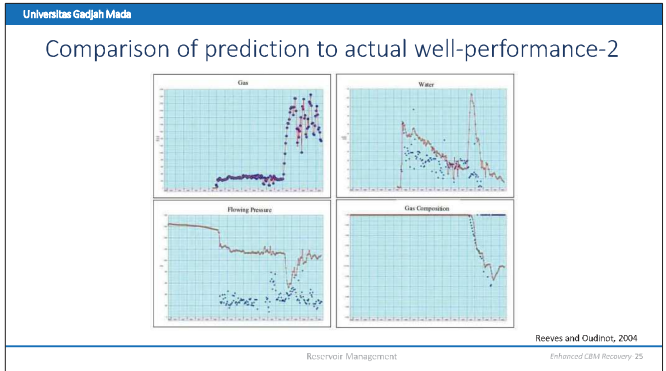 Universitas Gadjah Mada
Comparison of prediction to actual well-performance-2
Gas
Water
Flowing Pressure
Gas Composition
Reeves and Oudinot, 2004
Reservoir Management
Enhanced CBM Recovery-25